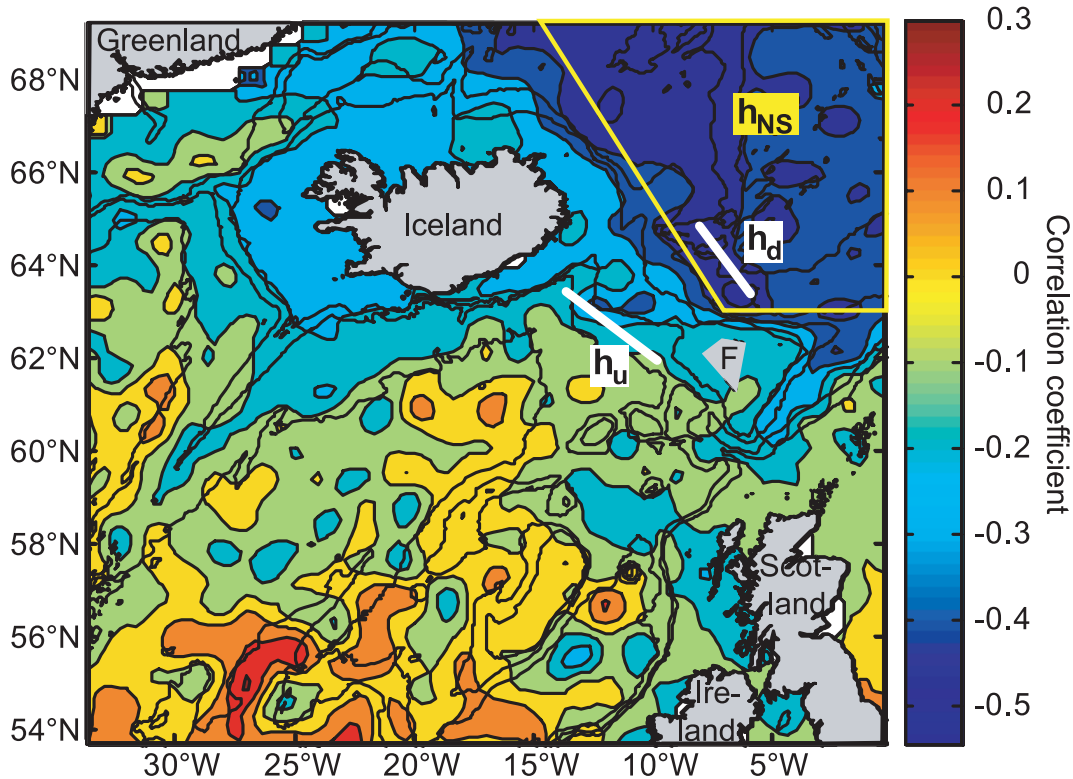 Greenland
68°N
66°N
64°N
62°N
60°N
58°N
56°N
54°N
Iceland
hNS
hd
hu
F
Scot-
land
Ire-
land
30°W
25°W
20°W
15°W
10°W
5°W
0.3
0.2
0.1
0
-0.1
-0.2
-0.3
-0.4
-0.5
Correlation coefficient